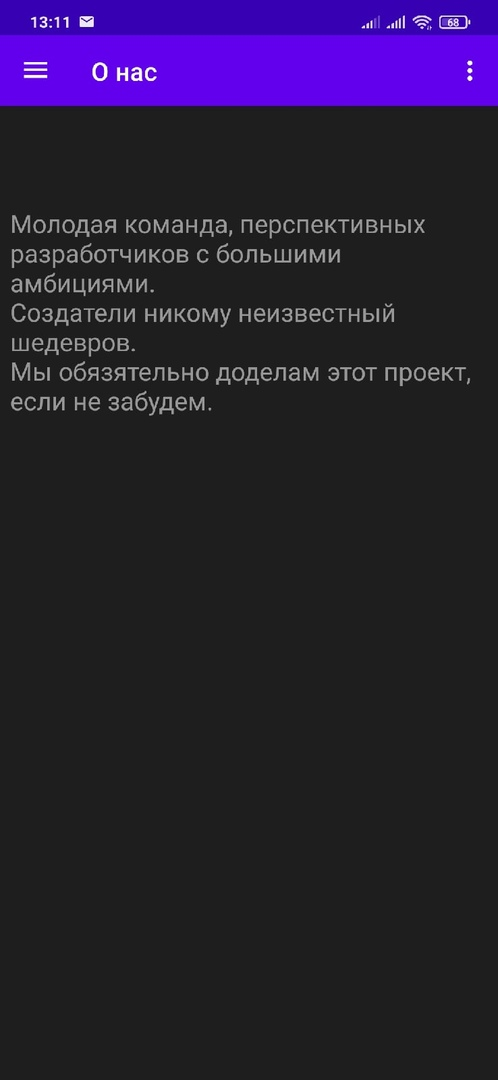 13:11
68
О нас
Молодая команда, перспективных
разработчиков с большими
амбициями.
Создатели никому неизвестный
шедевров.
Мы обязятельно доделам этот проект,
если не забудем.